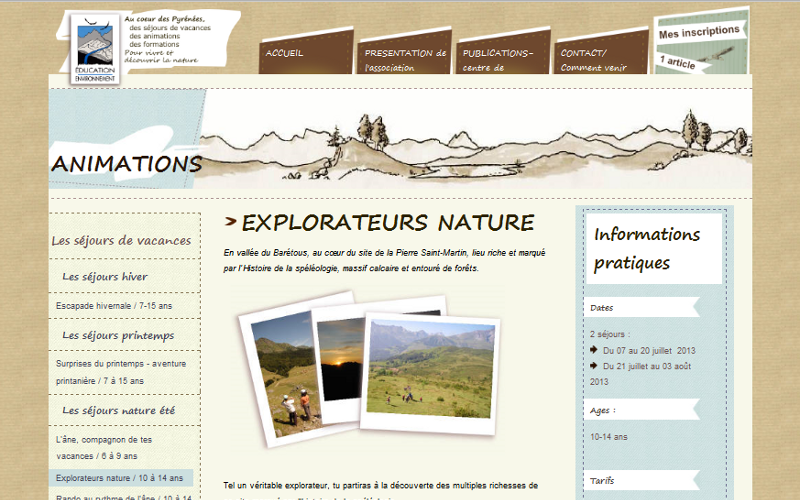 Au coeur des Pyrénées,
des séjours de vacances
des animations
des formations
Pour vivre et
découvrir la nature
ÉDUCATION
ENVIRONNEMENT
ACCUEIL
PRESENTATION de
l'association
PUBLICATIONS-
centre de
CONTACT/
Comment venir
Mes inscriptions
1 article
ANIMATIONS
Les séjours de vacances
Les séjours hiver
Escapade hivernale / 7-15 ans
Les séjours printemps
Surprises du printemps - aventure
printanière / 7 à 15 ans
Les séjours nature été
L'âne, compagnon de tes
vacances / 6 à 9 ans
Explorateurs nature / 10 à 14 ans
Rando au rythme de l'âne / 10 à 14
EXPLORATEURS NATURE
En vallée du Barétous, au cœur du site de la Pierre Saint-Martin, lieu riche et marqué
par l'Histoire de la spéléologie, massif calcaire et entouré de forêts.
Tel un véritable explorateur, tu partiras à la découverte des multiples richesses de
Informations
pratiques
Dates
2 séjours :
Du 07 au 20 juillet 2013
Du 21 juillet au 03 août
2013
Ages :
10-14 ans
Tarifs